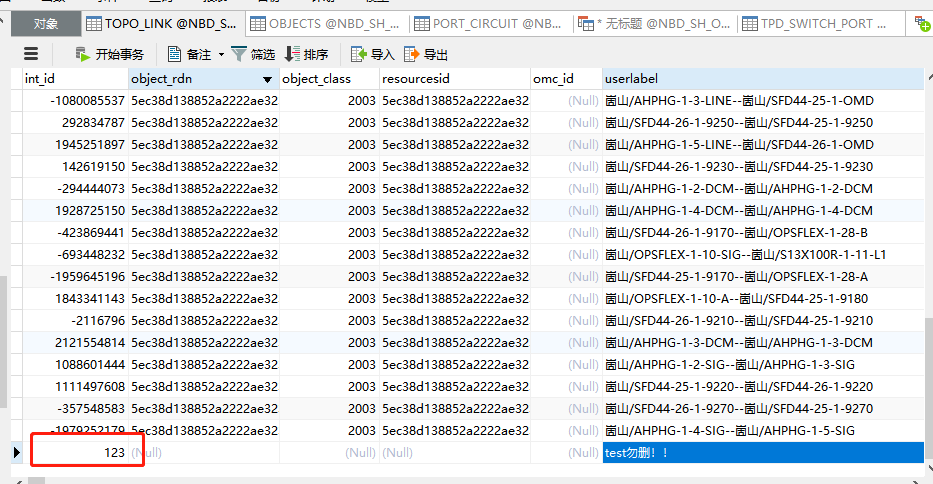 对象 TOPO_LINK @NBD_S... OBJECTS @NBD_SH_... PORT_CIRCUIT @NB... * 无标题 @NBD_SH_O... TPD_SWITCH_PORT ...
开始事务 备注 筛选 排序 导入 导出
int_id object_rdn object_class resourcesid omc_id userlabel
-1080085537 5ec38d138852a2222ae32 2003 5ec38d138852a2222ae32 (Null) 崮山/AHPHG-1-3-LINE--崮山/SFD44-25-1-OMD
292834787 5ec38d138852a2222ae32 2003 5ec38d138852a2222ae32 (Null) 崮山/SFD44-26-1-9250--崮山/SFD44-25-1-9250
1945251897 5ec38d138852a2222ae32 2003 5ec38d138852a2222ae32 (Null) 崮山/AHPHG-1-5-LINE--崮山/SFD44-26-1-OMD
142619150 5ec38d138852a2222ae32 2003 5ec38d138852a2222ae32 (Null) 崮山/SFD44-26-1-9230--崮山/SFD44-25-1-9230
-294444073 5ec38d138852a2222ae32 2003 5ec38d138852a2222ae32 (Null) 崮山/AHPHG-1-2-DCM--崮山/AHPHG-1-2-DCM
1928725150 5ec38d138852a2222ae32 2003 5ec38d138852a2222ae32 (Null) 崮山/AHPHG-1-4-DCM--崮山/AHPHG-1-4-DCM
-423869441 5ec38d138852a2222ae32 2003 5ec38d138852a2222ae32 (Null) 崮山/SFD44-26-1-9170--崮山/OPSFLEX-1-28-B
-693448232 5ec38d138852a2222ae32 2003 5ec38d138852a2222ae32 (Null) 崮山/OPSFLEX-1-10-SIG--崮山/S13X100R-1-11-L1
-1959645196 5ec38d138852a2222ae32 2003 5ec38d138852a2222ae32 (Null) 崮山/SFD44-25-1-9170--崮山/OPSFLEX-1-28-A
1843341143 5ec38d138852a2222ae32 2003 5ec38d138852a2222ae32 (Null) 崮山/OPSFLEX-1-10-A--崮山/SFD44-25-1-9180
-2116796 5ec38d138852a2222ae32 2003 5ec38d138852a2222ae32 (Null) 崮山/SFD44-26-1-9210--崮山/SFD44-25-1-9210
2121554814 5ec38d138852a2222ae32 2003 5ec38d138852a2222ae32 (Null) 崮山/AHPHG-1-3-DCM--崮山/AHPHG-1-3-DCM
1088601444 5ec38d138852a2222ae32 2003 5ec38d138852a2222ae32 (Null) 崮山/AHPHG-1-2-SIG--崮山/AHPHG-1-3-SIG
1111497608 5ec38d138852a2222ae32 2003 5ec38d138852a2222ae32 (Null) 崮山/SFD44-25-1-9220--崮山/SFD44-26-1-9220
-357548583 5ec38d138852a2222ae32 2003 5ec38d138852a2222ae32 (Null) 崮山/SFD44-26-1-9270--崮山/SFD44-25-1-9270
-1979252179 5ec38d138852a2222ae32 2003 5ec38d138852a2222ae32 (Null) 崮山/AHPHG-1-4-SIG--崮山/AHPHG-1-5-SIG
123 (Null) (Null) (Null) (Null) test勿删！！